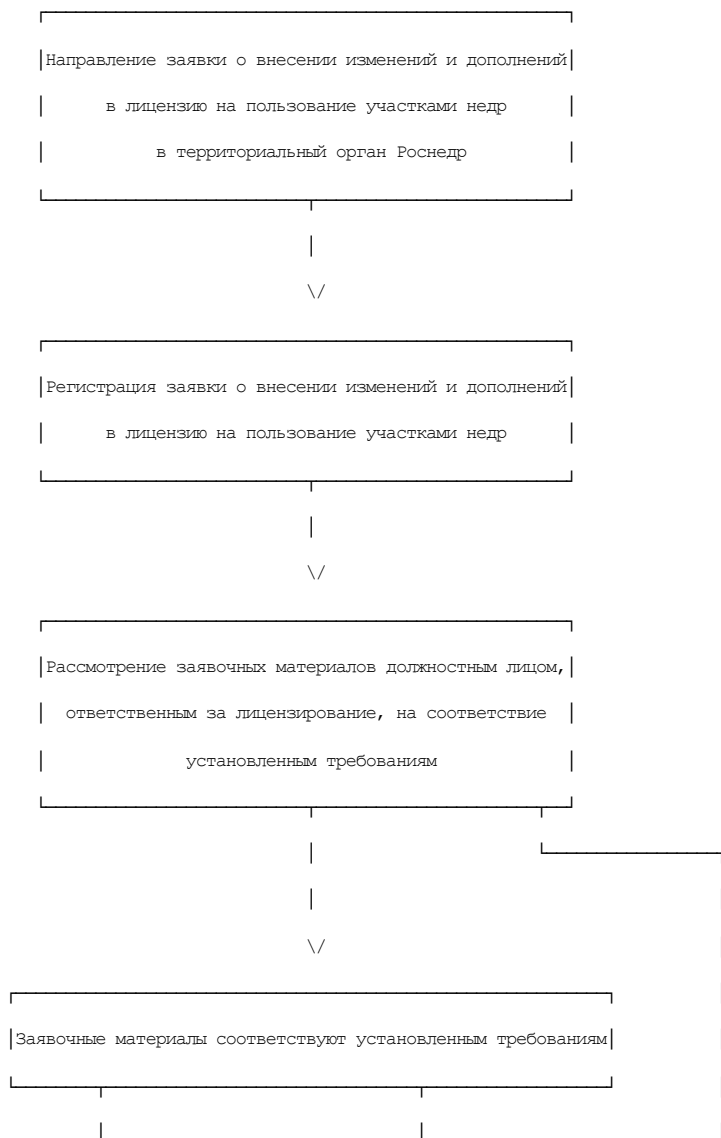 Направление заявки о внесении изменений и дополнений
в лицензию на пользование участками недр
в территориальный орган Роснедр
Регистрация заявки о внесении изменений и дополнений
в лицензию на пользование участками недр
Рассмотрение заявочных материалов должностным лицом,
ответственным за лицензирование, на соответствие
установленным требованиям
Заявочные материалы соответствуют установленным требованиям